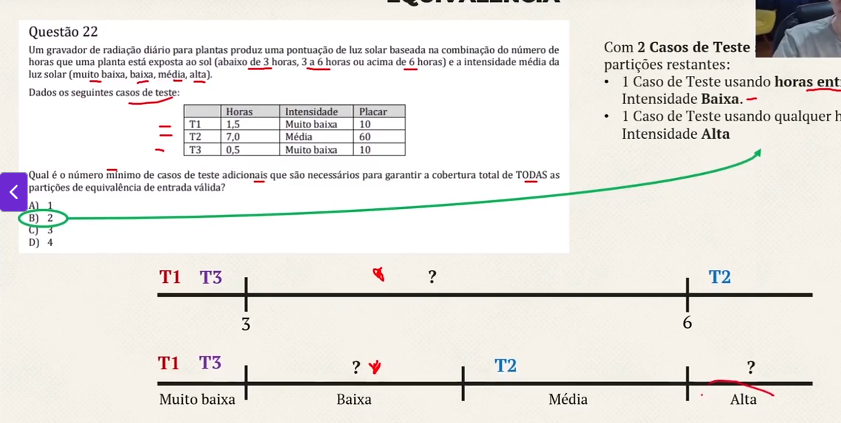 EQUIVALÊNCIA
Questão 22
Um gravador de radiação diário para plantas produz uma pontuação de luz solar baseada na combinação do número de
horas que uma planta está exposta ao sol (abaixo de 3 horas, 3 a 6 horas ou acima de 6 horas) e a intensidade média da
luz solar (muito baixa, baixa, média, alta).
Dados os seguintes casos de teste:
Horas Intensidade Placar
T1 1,5 Muito baixa 10
T2 7,0 Média 60
T3 0,5 Muito baixa 10
Qual é o número mínimo de casos de teste adicionais que são necessários para garantir a cobertura total de TODAS as
partições de equivalência de entrada válida?
A) 1
B) 2
C) 3
D) 4
Com 2 Casos de Teste
partições restantes:
• 1 Caso de Teste usando horas
Intensidade Baixa.
• 1 Caso de Teste usando qualquer
Intensidade Alta
T1 T3 ? T2
3 6
T1 T3 ? T2 ?
Muito baixa Baixa Média Alta